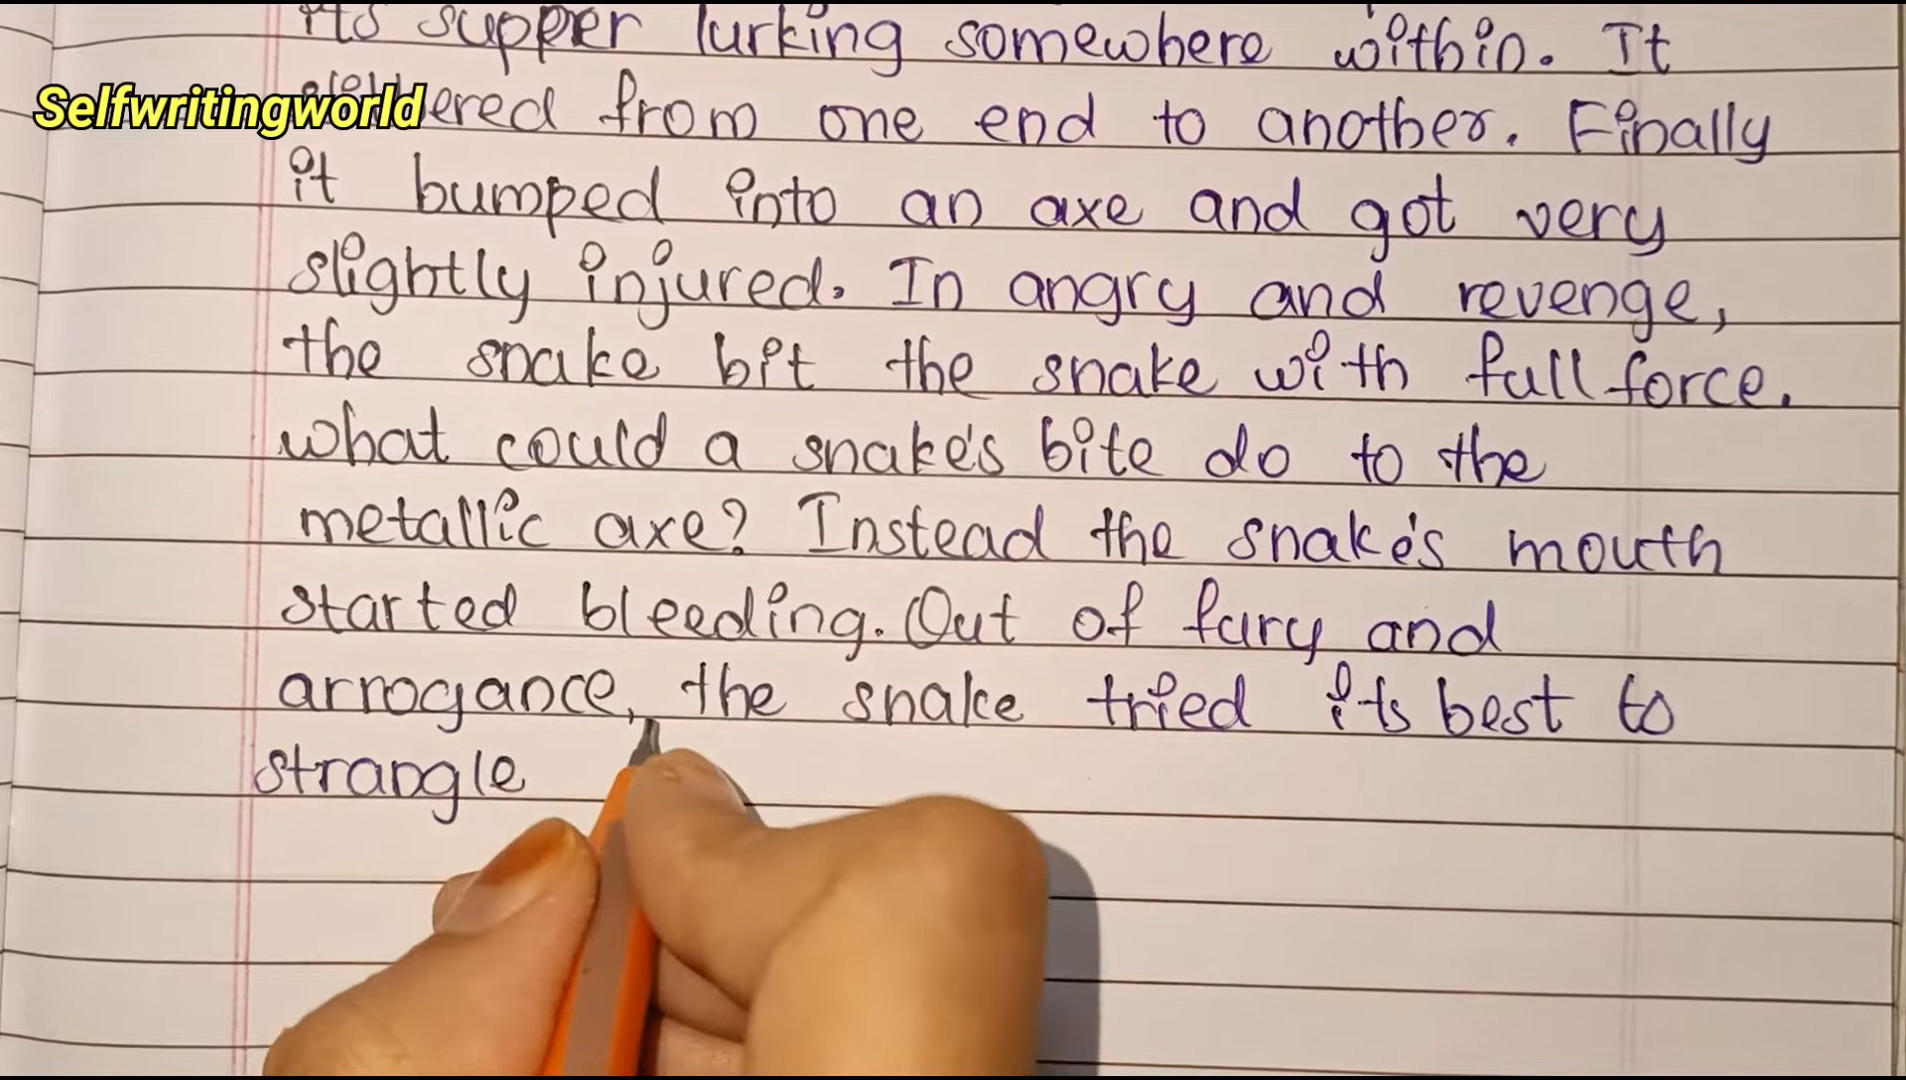 its supper lurking somewhere within. It
Selfwritingworld
from one end to another. Finally
it bumped into an axe and got very
slightly injured. In angry and revenge,
the snake bit the snake with full force.
what could a snake's bite do to the
metallic axe? Instead the snake's mouth
started bleeding. Out of fury and
arrogance, the snake tried its best to
strangle